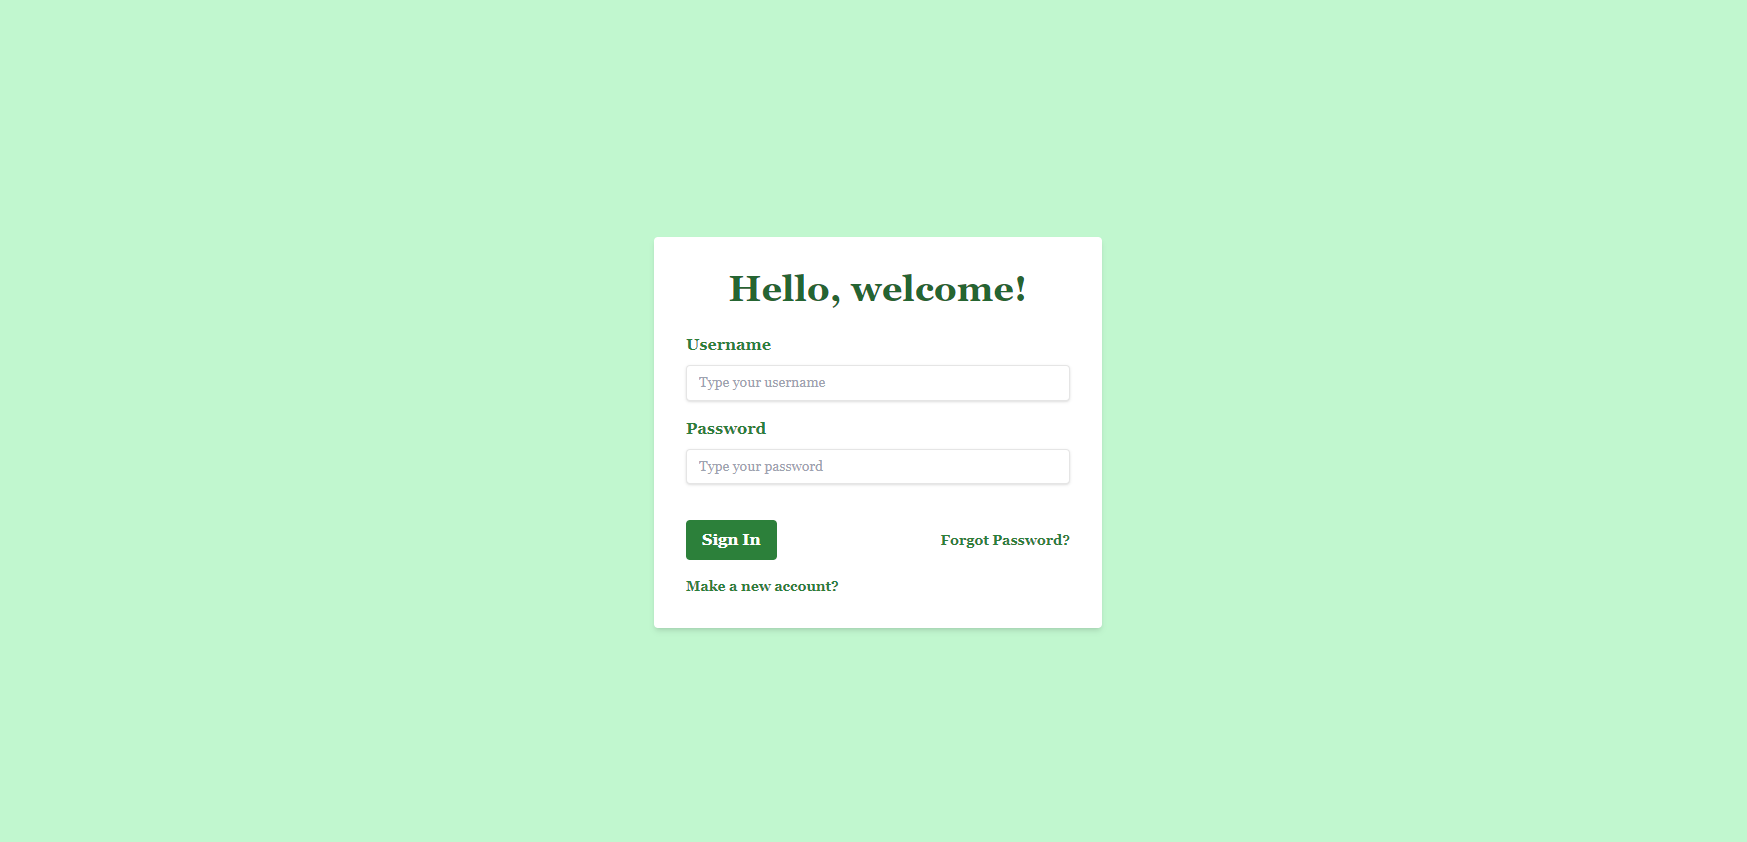 Hello, welcome!
Username
Type your username
Password
Type your password
Sign In
Forgot Password?
Make a new account?